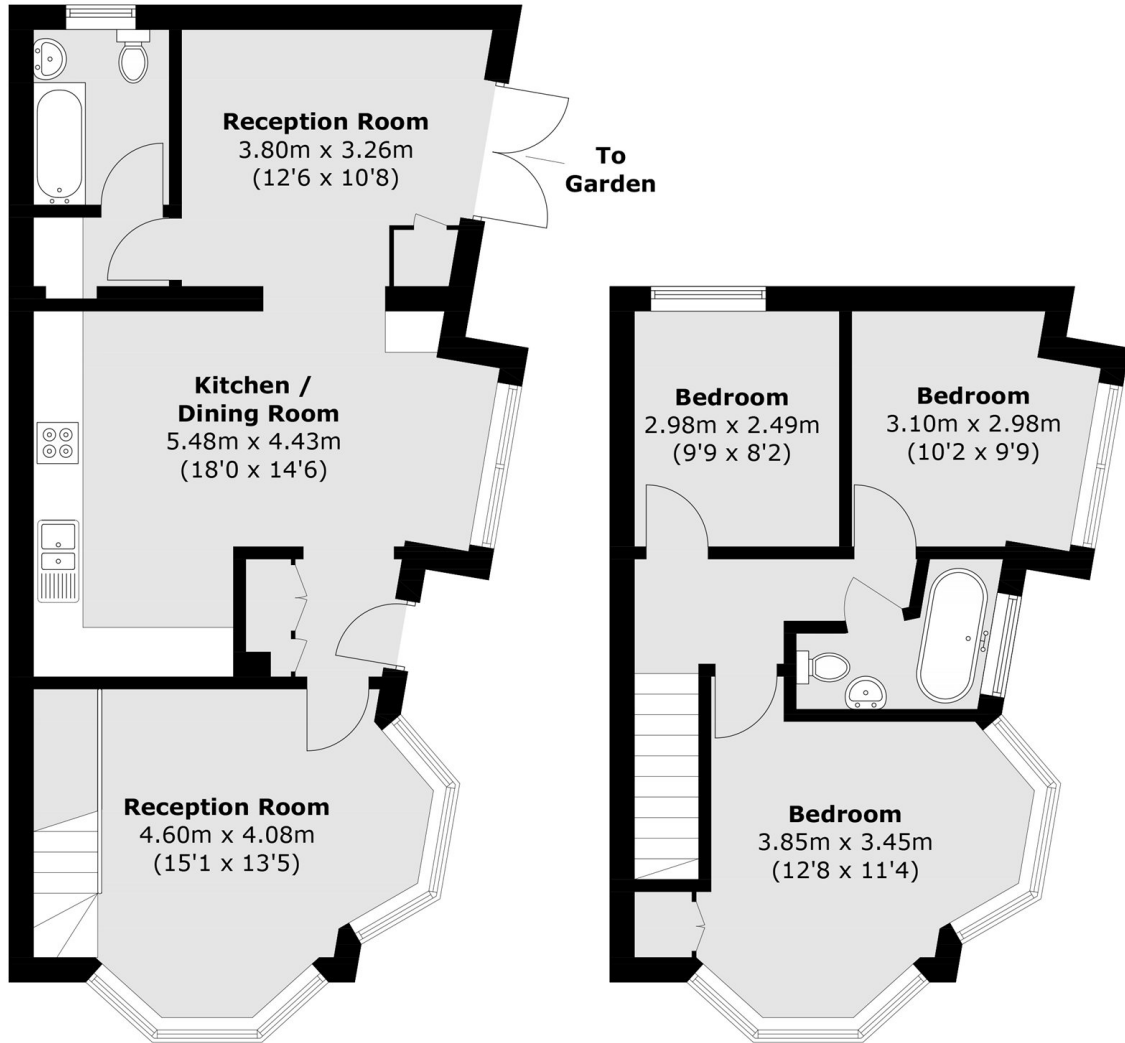 Reception Room
3.80m x 3.26m
(12'6 x 10'8)
To
Garden
Kitchen /
Dining Room
5.48m x 4.43m
(18'0 x 14'6)
Reception Room
4.60m x 4.08m
(15'1 x 13'5)
Bedroom
2.98m x 2.49m
(9'9 x 8'2)
Bedroom
3.10m x 2.98m
(10'2 x 9'9)
Bedroom
3.85m x 3.45m
(12'8 x 11'4)